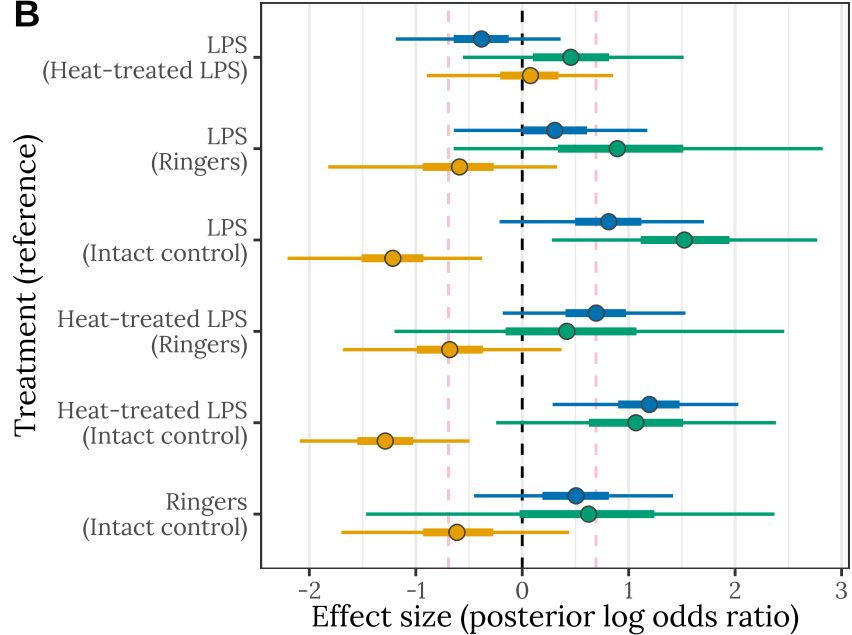 B
Treatment (reference)
LPS
(Heat-treated LPS)
LPS
(Ringers)
LPS
(Intact control)
Heat-treated LPS
(Ringers)
Heat-treated LPS
(Intact control)
Ringers
(Intact control)
-2 -1 0 1 2 3
Effect size (posterior log odds ratio)